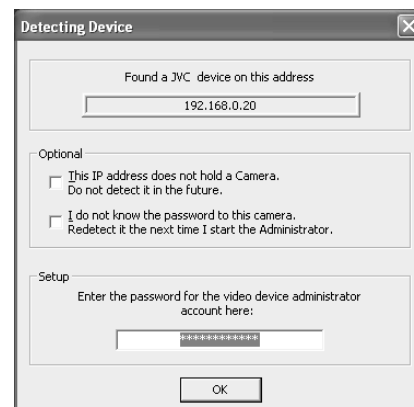 Detecting Device
Found a JVC device on this address
192.168.0.20
Optional
This IP address does not hold a Camera.
Do not detect it in the future.
I do not know the password to this camera.
Redetect it the next time I start the Administrator.
Setup
Enter the password for the video device administrator
account here:
************
OK